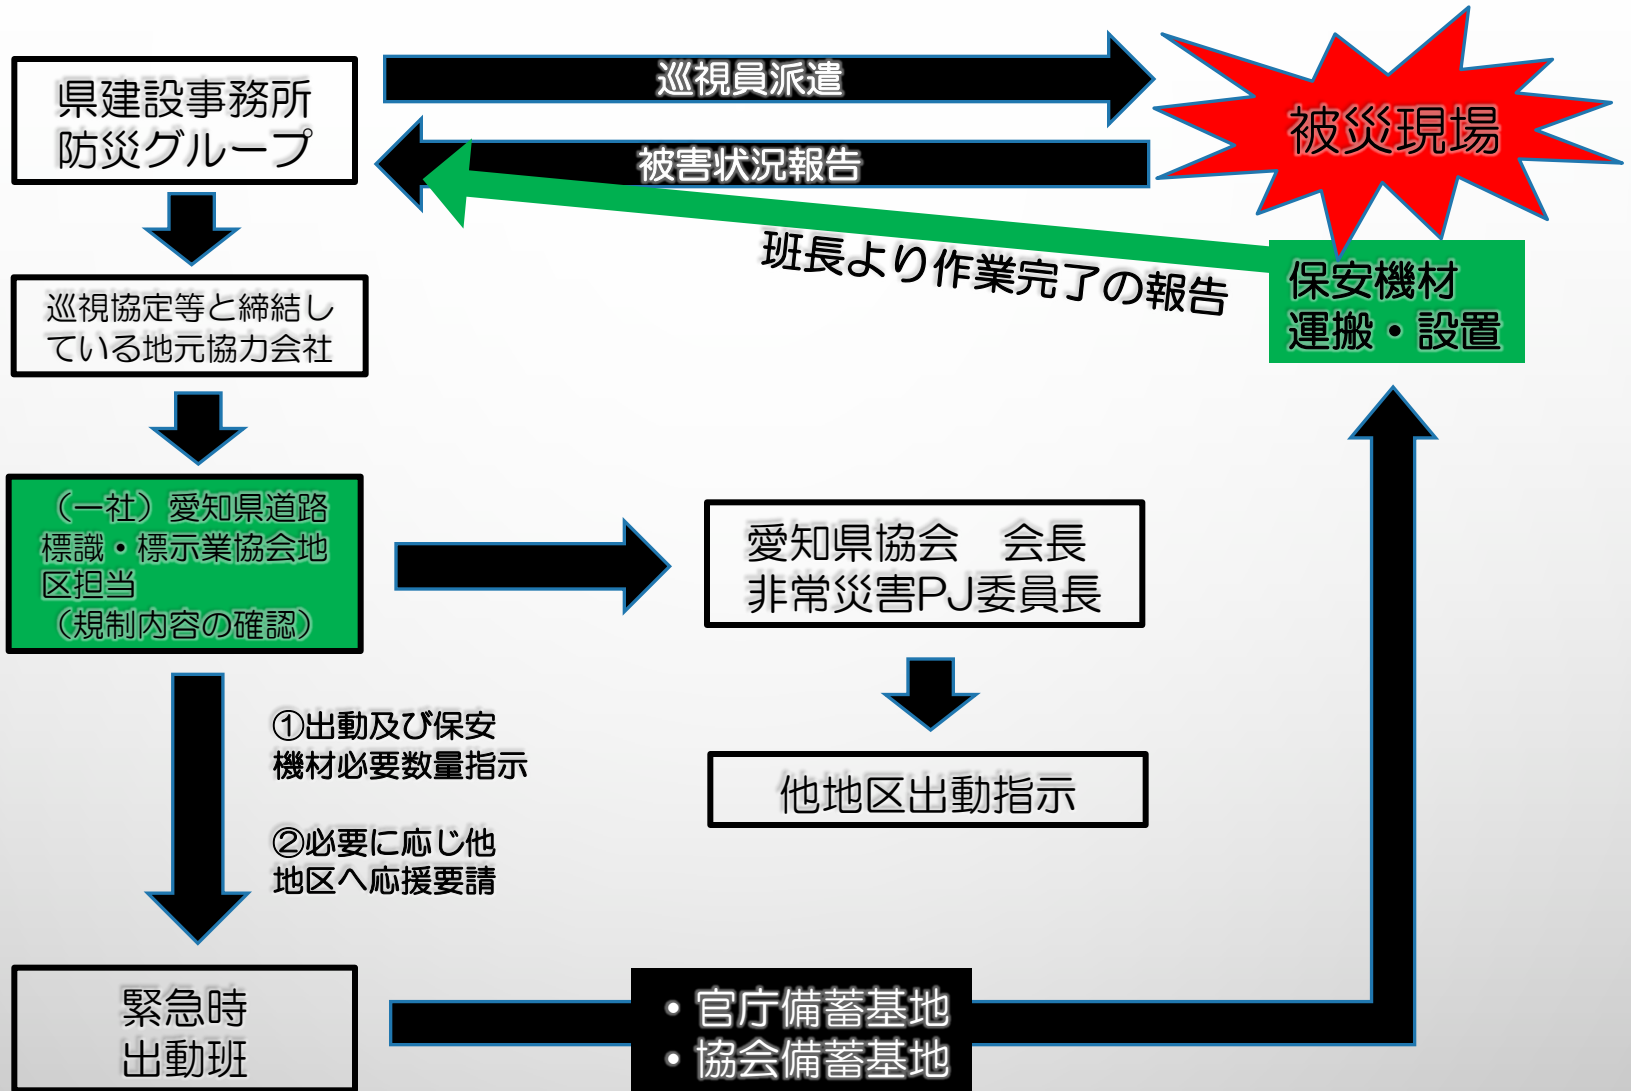 県建設事務所
防災グループ
巡視員派遣
被害状況報告
被災現場
班長より作業完了の報告
保安機材
運搬・設置
巡視協定等と締結し
ている地元協力会社
（一社）愛知県道路
標識・標示業協会地
区担当
（規制内容の確認）
愛知県協会　会長
非常災害PJ委員長
①出動及び保安
機材必要数量指示
②必要に応じ他
地区へ応援要請
他地区出動指示
緊急時
出動班
・官庁備蓄基地
・協会備蓄基地